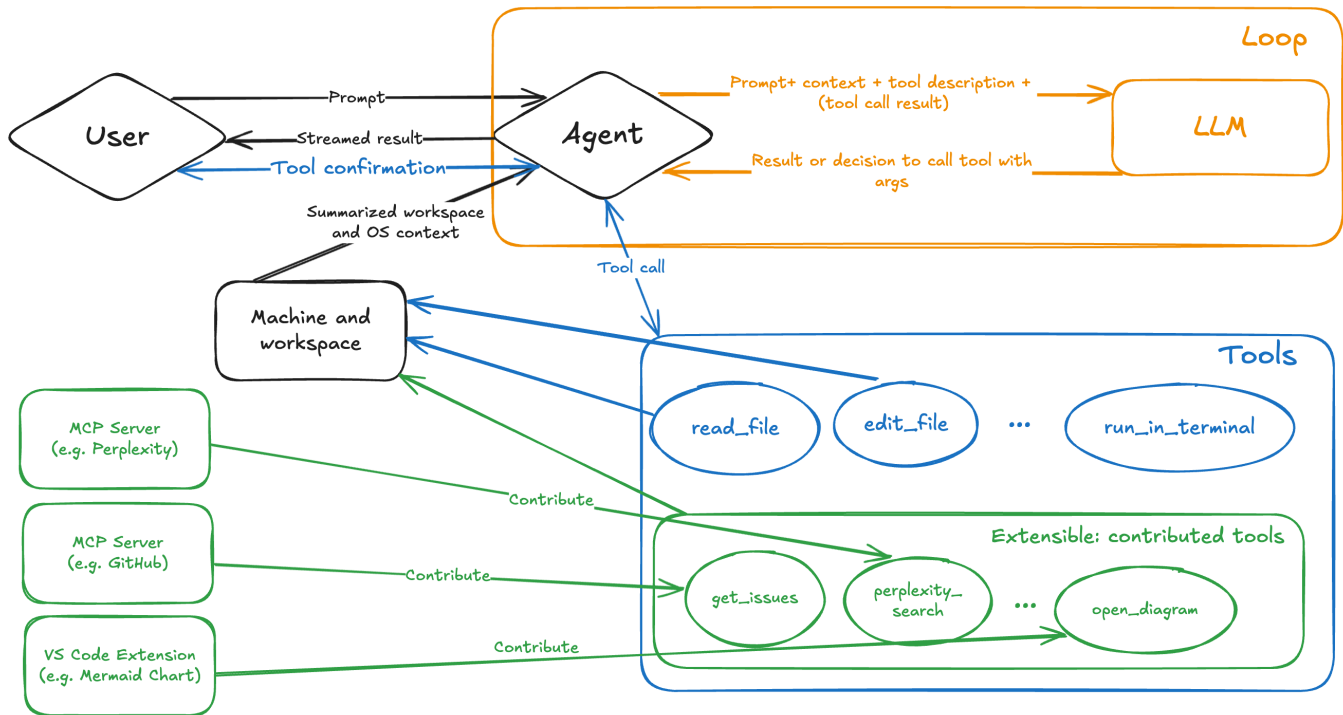 Loop
Prompt+ context + tool description +
(tool call result)
Prompt
User
Agent
LLM
Streamed result
Tool confirmation
Result or decision to call tool with
args
Summarized workspace
and OS context
Tool call
Machine and
workspace
Tools
read_file
edit_file
...
run_in_terminal
MCP Server
(e.g. Perplexity)
Contribute
Extensible: contributed tools
MCP Server
(e.g. GitHub)
Contribute
get_issues
perplexity_
search
...
open_diagram
VS Code Extension
(e.g. Mermaid Chart)
Contribute